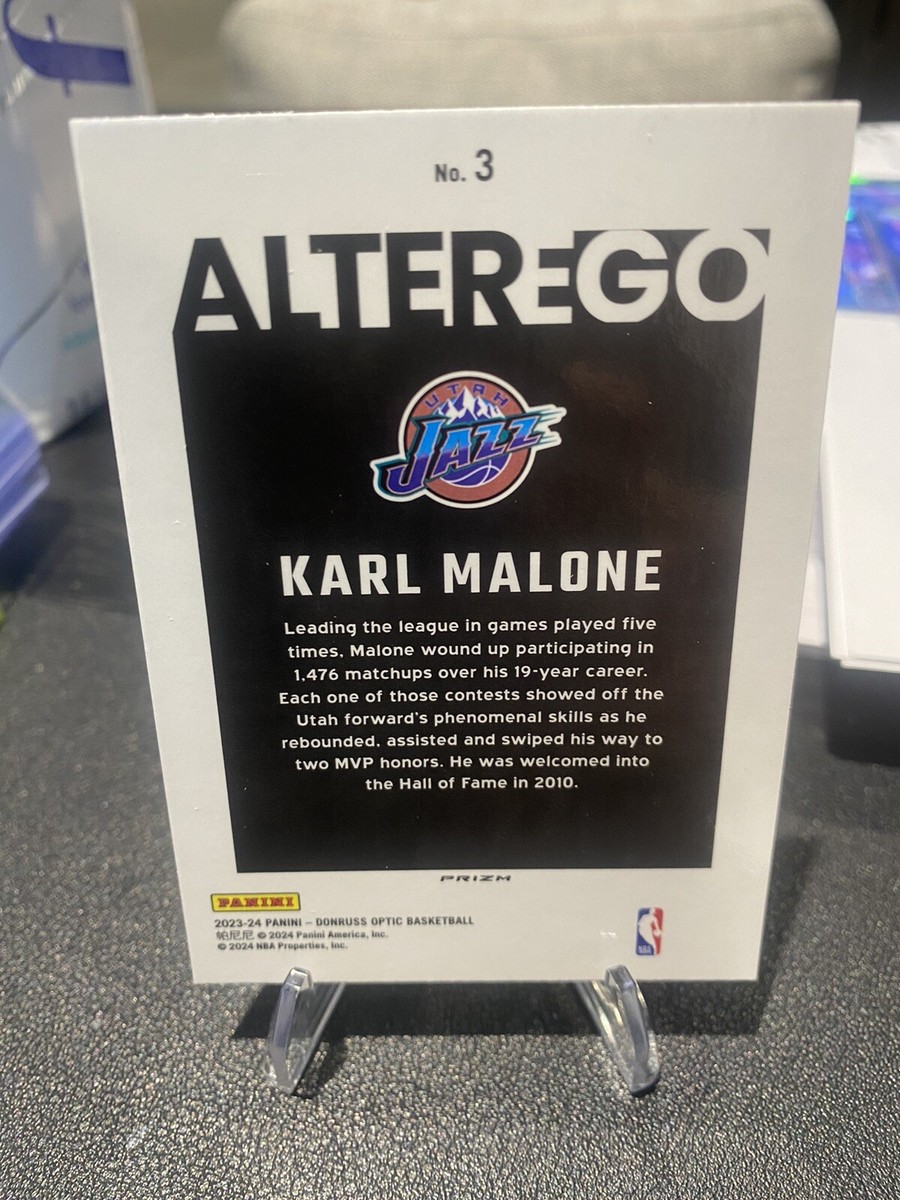 No. 3
ALTEREGO
UTAH
JAZZ
KARL MALONE
Leading the league in games played five
times, Malone wound up participating in
1,476 matchups over his 19-year career.
Each one of those contests showed off the
Utah forward's phenomenal skills as he
rebounded, assisted and swiped his way to
two MVP honors. He was welcomed into
the Hall of Fame in 2010.
PRIZM
PANINI
2023-24 PANINI – DONRUSS OPTIC BASKETBALL
帕尼尼 © 2024 Panini America, Inc.
© 2024 NBA Properties, Inc.
NBA